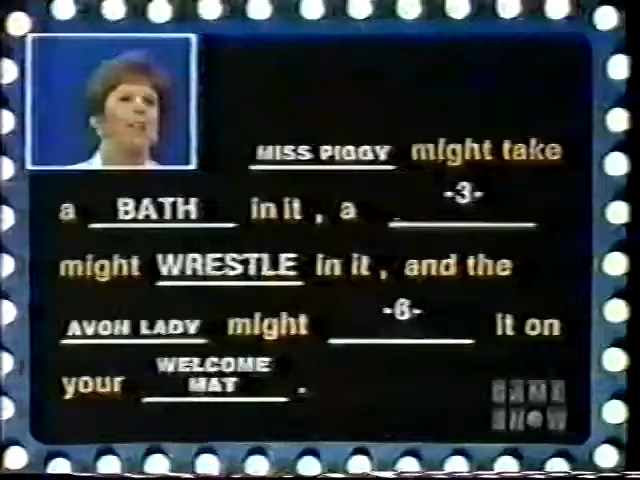 MISS PIGGY might take
a BATH in it, a -3-
might WRESTLE in it, and the
AVON LADY might -6- it on
your WELCOME MAT.
GAME SHOW